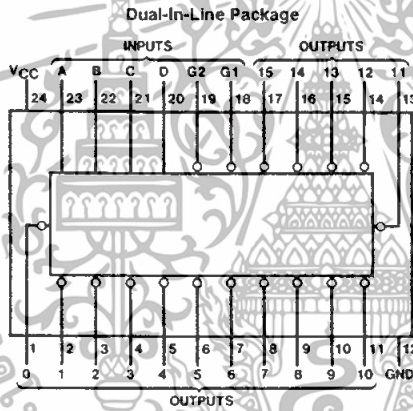 Dual-In-Line Package
INPUTS OUTPUTS
VCC A B C D G2 G1 15 14 13 12 11
24 23 22 21 20 19 18 17 16 15 14 13
1 2 3 4 5 6 7 8 9 10 11 12
0 1 2 3 4 5 6 7 8 9 10 GND
OUTPUTS